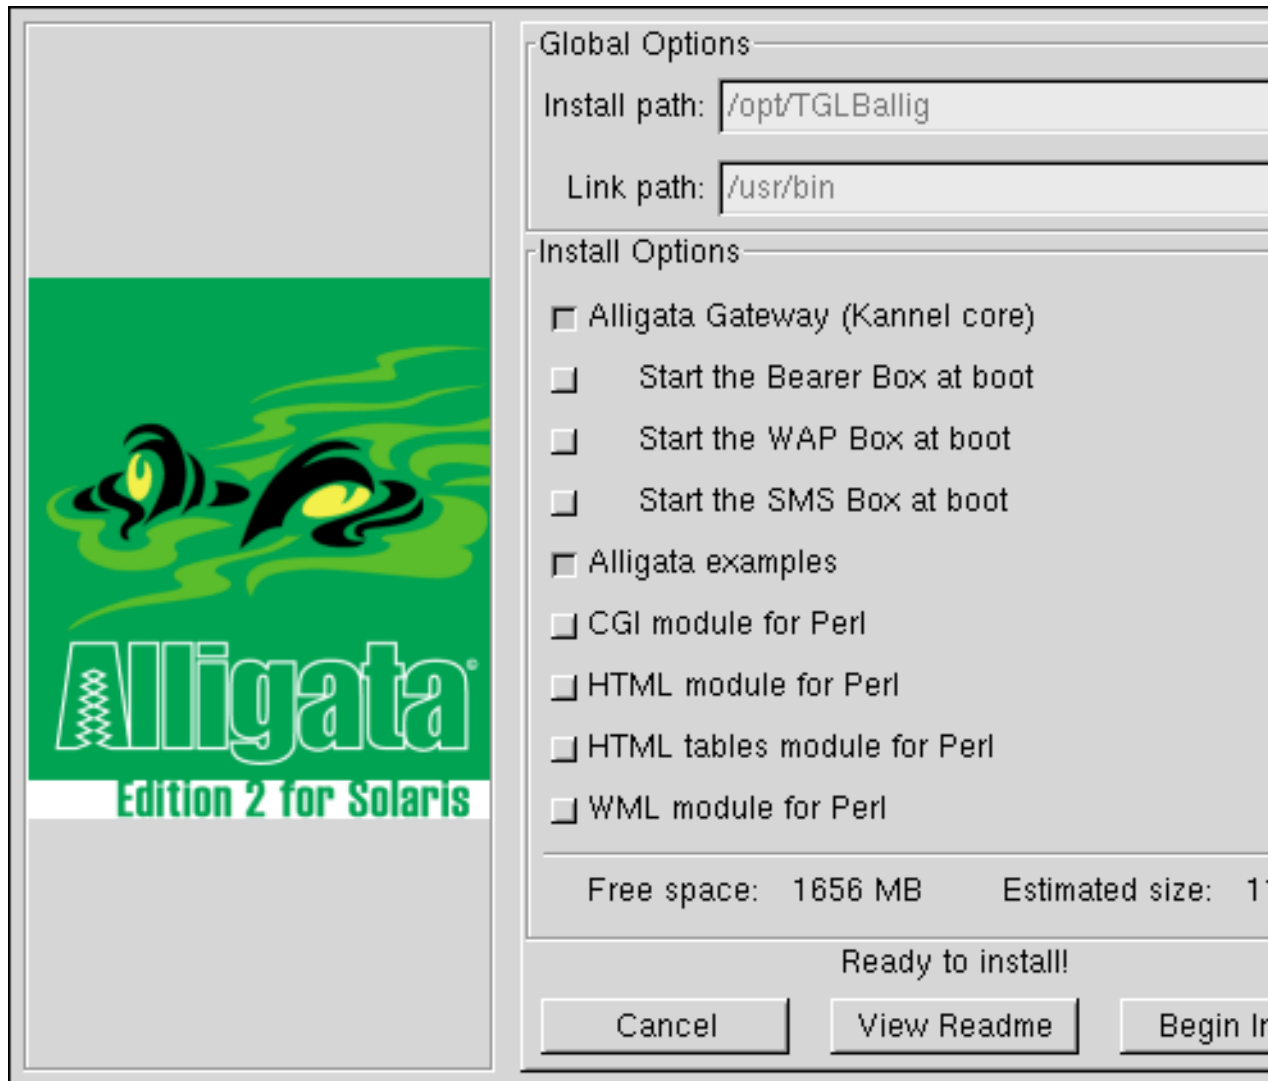 Global Options
Install path: /opt/TGLBallig
Link path: /usr/bin
Install Options
Alligata Gateway (Kannel core)
Start the Bearer Box at boot
Start the WAP Box at boot
Start the SMS Box at boot
Alligata examples
CGI module for Perl
HTML module for Perl
HTML tables module for Perl
WML module for Perl
Free space: 1656 MB Estimated size:
Ready to install!
Cancel View Readme Begin
Alligata©
Edition 2 for Solaris